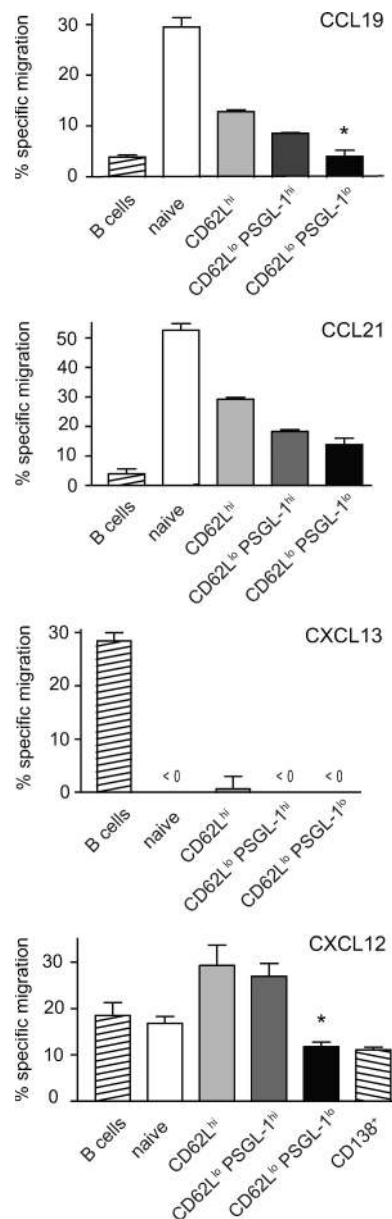 CCL19
% specific migration
30
20
10
0
*
B cells
naive
CD62Lhi
CD62Llo PSGL-1hi
CD62Llo PSGL-1lo
CCL21
% specific migration
50
40
30
20
10
0
B cells
naive
CD62Lhi
CD62Llo PSGL-1hi
CD62Llo PSGL-1lo
CXCL13
% specific migration
30
20
10
0
< 0
< 0
< 0
B cells
naive
CD62Lhi
CD62Llo PSGL-1hi
CD62Llo PSGL-1lo
CXCL12
% specific migration
30
20
10
0
*
B cells
naive
CD62Lhi
CD62Llo PSGL-1hi
CD62Llo PSGL-1lo
CD138+